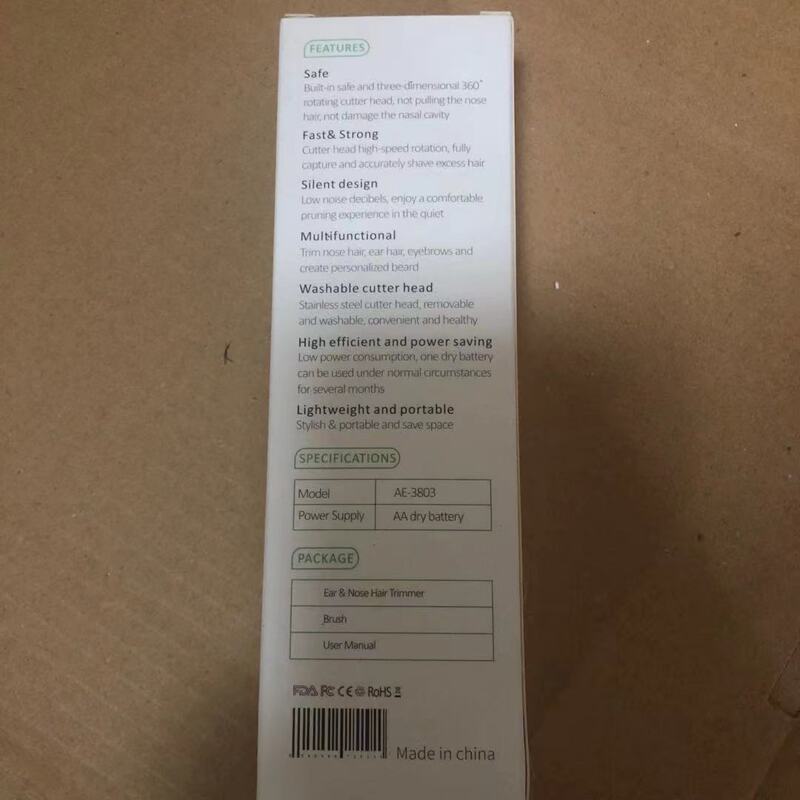 FEATURES
Safe
Built-in safe and three-dimensional 360°
rotating cutter head, not pulling the nose
hair, not damage the nasal cavity
Fast& Strong
Cutter head high-speed rotation, fully
capture and accurately shave excess hair
Silent design
Low noise decibels, enjoy a comfortable
pruning experience in the quiet
Multifunctional
Trim nose hair, ear hair, eyebrows and
create personalized beard
Washable cutter head
Stainless steel cutter head, removable
and washable, convenient and healthy
High efficient and power saving
Low power consumption, one dry battery
can be used under normal circumstances
for several months
Lightweight and portable
Stylish & portable and save space
SPECIFICATIONS
Model AE-3803
Power Supply AA dry battery
PACKAGE
Ear & Nose Hair Trimmer
Brush
User Manual
FDA FC CE RoHS
Made in china